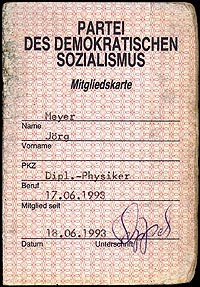 PARTEI
DES DEMOKRATISCHEN
SOZIALISMUS
Mitgliedskarte
Meyer
Name
Jörg
Vorname
PKZ
Dipl.-Physiker
Beruf
17.06.1993
Mitglied seit
18.06.1993
Datum Unterschrift